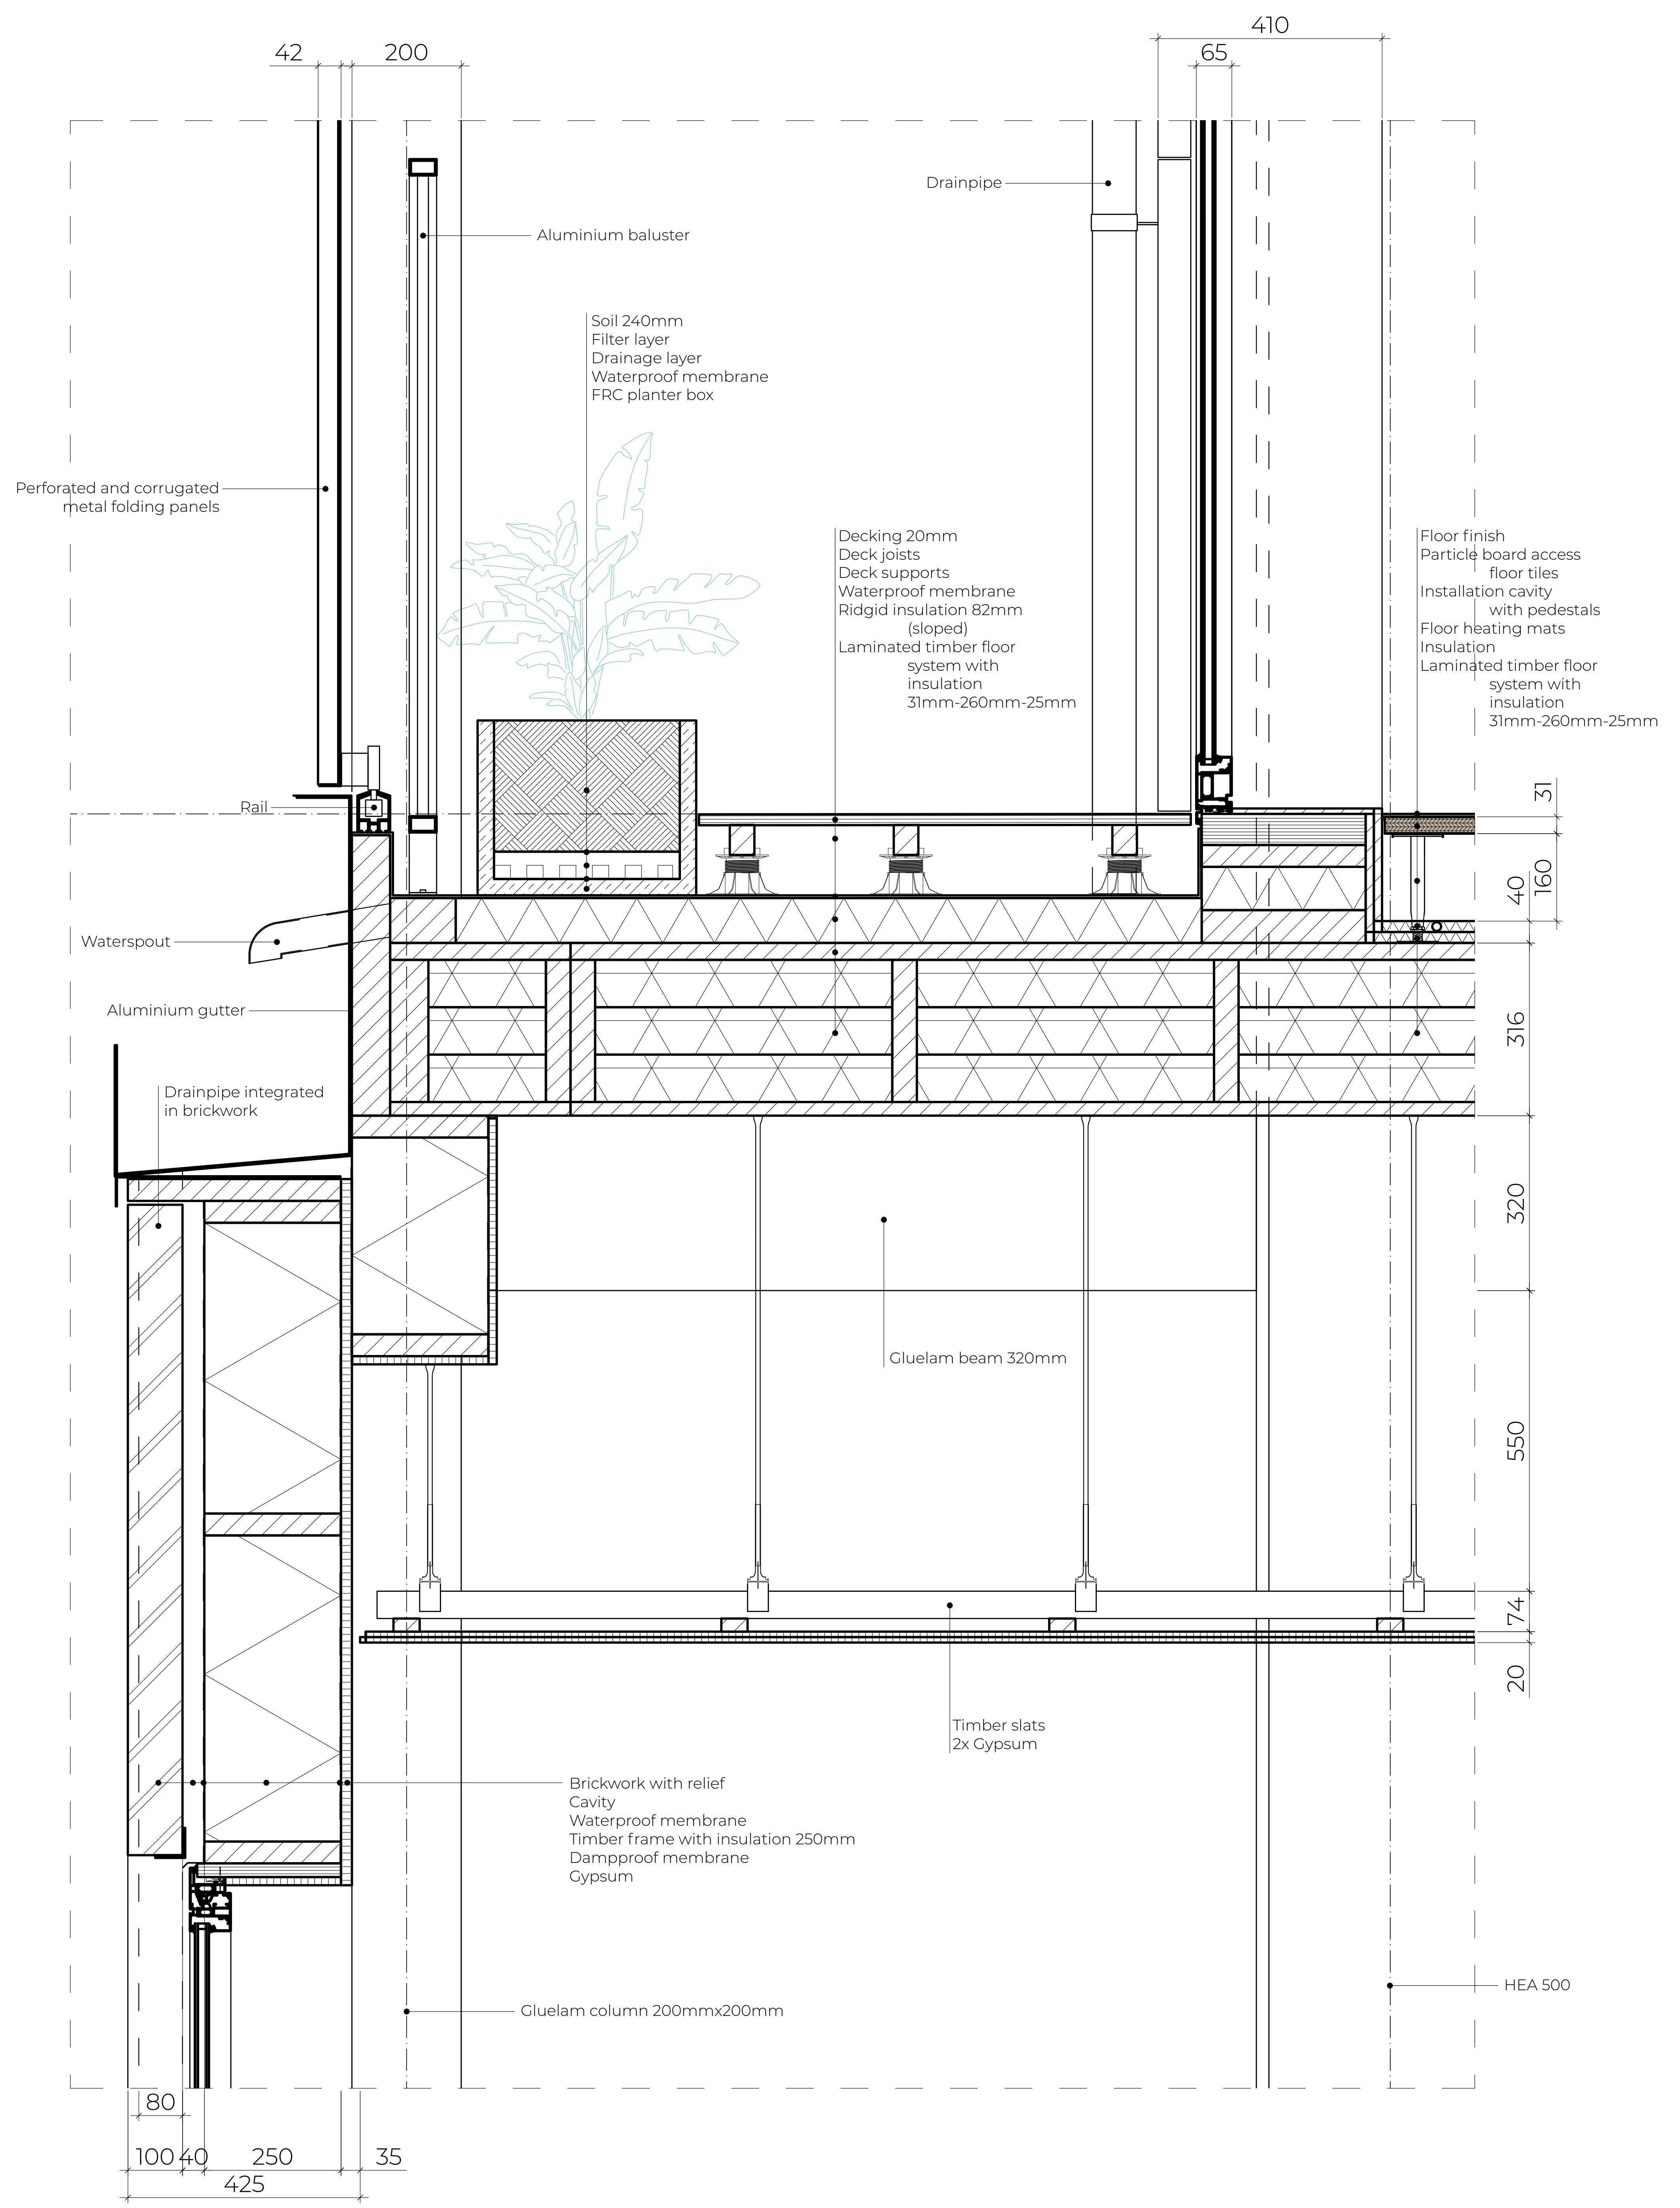 410
42
200
65
Drainpipe
Aluminium baluster
Soil 240mm
Filter layer
Drainage layer
Waterproof membrane
FRC planter box
Perforated and corrugated
metal folding panels
Decking 20mm
Deck joists
Deck supports
Waterproof membrane
Ridgid insulation 82mm
(sloped)
Laminated timber floor
system with
insulation
31mm-260mm-25mm
Floor finish
Particle board access
floor tiles
Installation cavity
with pedestals
Floor heating mats
Insulation
Laminated timber floor
system with
insulation
31mm-260mm-25mm
Rail
31
40
160
Waterspout
Aluminium gutter
316
Drainpipe integrated
in brickwork
320
Gluelam beam 320mm
550
74
20
Timber slats
2x Gypsum
Brickwork with relief
Cavity
Waterproof membrane
Timber frame with insulation 250mm
Dampproof membrane
Gypsum
HEA 500
Gluelam column 200mmx200mm
80
100
40
250
35
425